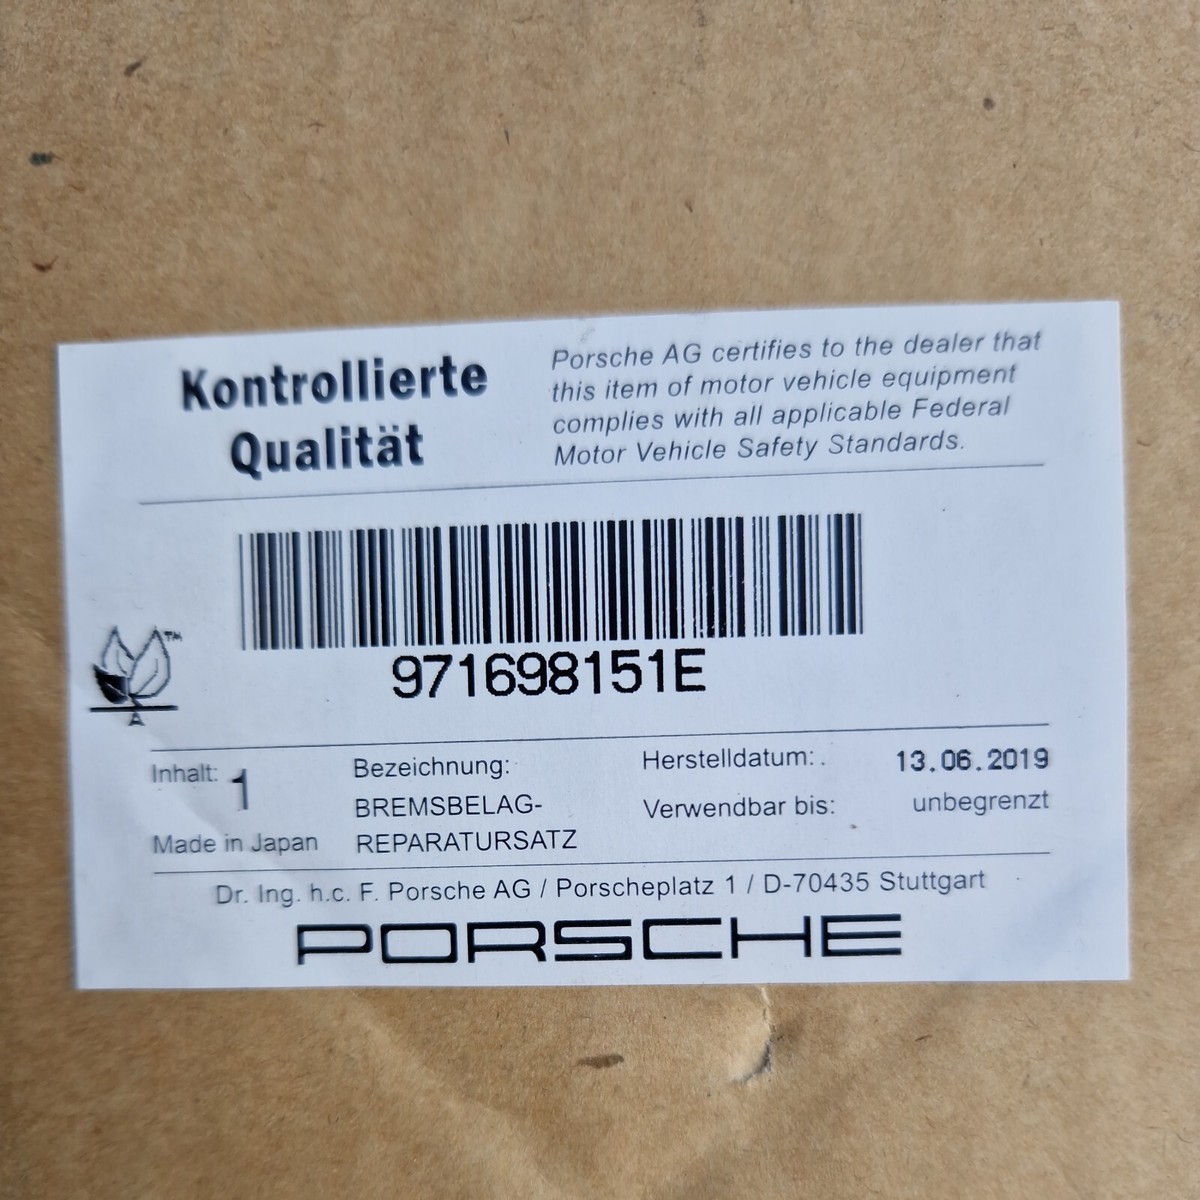 Kontrollierte
Qualität
Porsche AG certifies to the dealer that
this item of motor vehicle equipment
complies with all applicable Federal
Motor Vehicle Safety Standards.
971698151E
TM
A
Inhalt: 1
Made in Japan
Bezeichnung:
BREMSBELAG-
REPARATURSATZ
Herstelldatum: . 13.06.2019
Verwendbar bis: unbegrenzt
Dr. Ing. h.c. F. Porsche AG / Porscheplatz 1 / D-70435 Stuttgart
PORSCHE